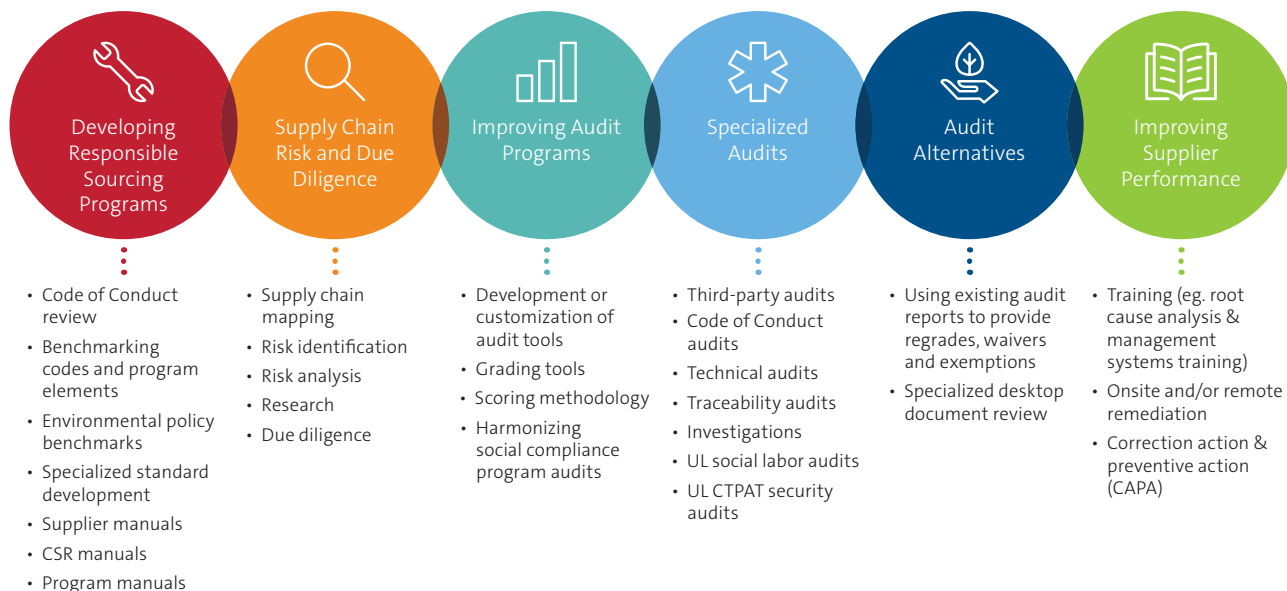 Developing
Responsible
Sourcing
Programs
Supply Chain
Risk and Due
Diligence
Improving Audit
Programs
Specialized
Audits
Audit
Alternatives
Improving
Supplier
Performance
• Code of Conduct
review
• Benchmarking
codes and program
elements
• Environmental policy
benchmarks
• Specialized standard
development
• Supplier manuals
• CSR manuals
• Program manuals
• Supply chain
mapping
• Risk identification
• Risk analysis
• Research
• Due diligence
• Development or
customization of
audit tools
• Grading tools
• Scoring methodology
• Harmonizing
social compliance
program audits
• Third-party audits
• Code of Conduct
audits
• Technical audits
• Traceability audits
• Investigations
• UL social labor audits
• UL CTPAT security
audits
• Using existing audit
reports to provide
regrades, waivers
and exemptions
• Specialized desktop
document review
• Training (eg. root
cause analysis &
management
systems training)
• Onsite and/or remote
remediation
• Correction action &
preventive action
(CAPA)